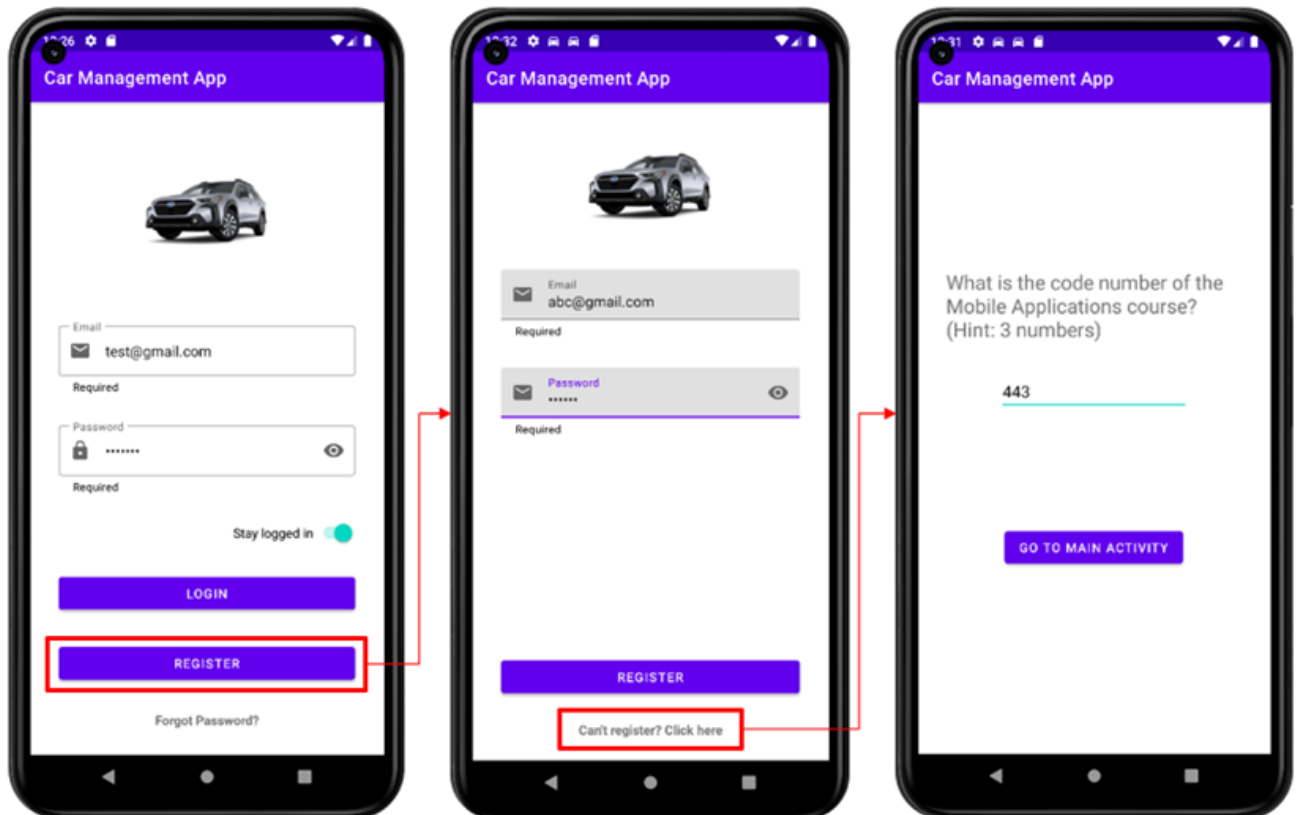 Car Management App
Email
test@gmail.com
Required
Password
•••••••
Required
Stay logged in
LOGIN
REGISTER
Forgot Password?
Car Management App
Email
abc@gmail.com
Required
Password
••••••
Required
REGISTER
Can't register? Click here
Car Management App
What is the code number of the
Mobile Applications course?
(Hint: 3 numbers)
443
GO TO MAIN ACTIVITY